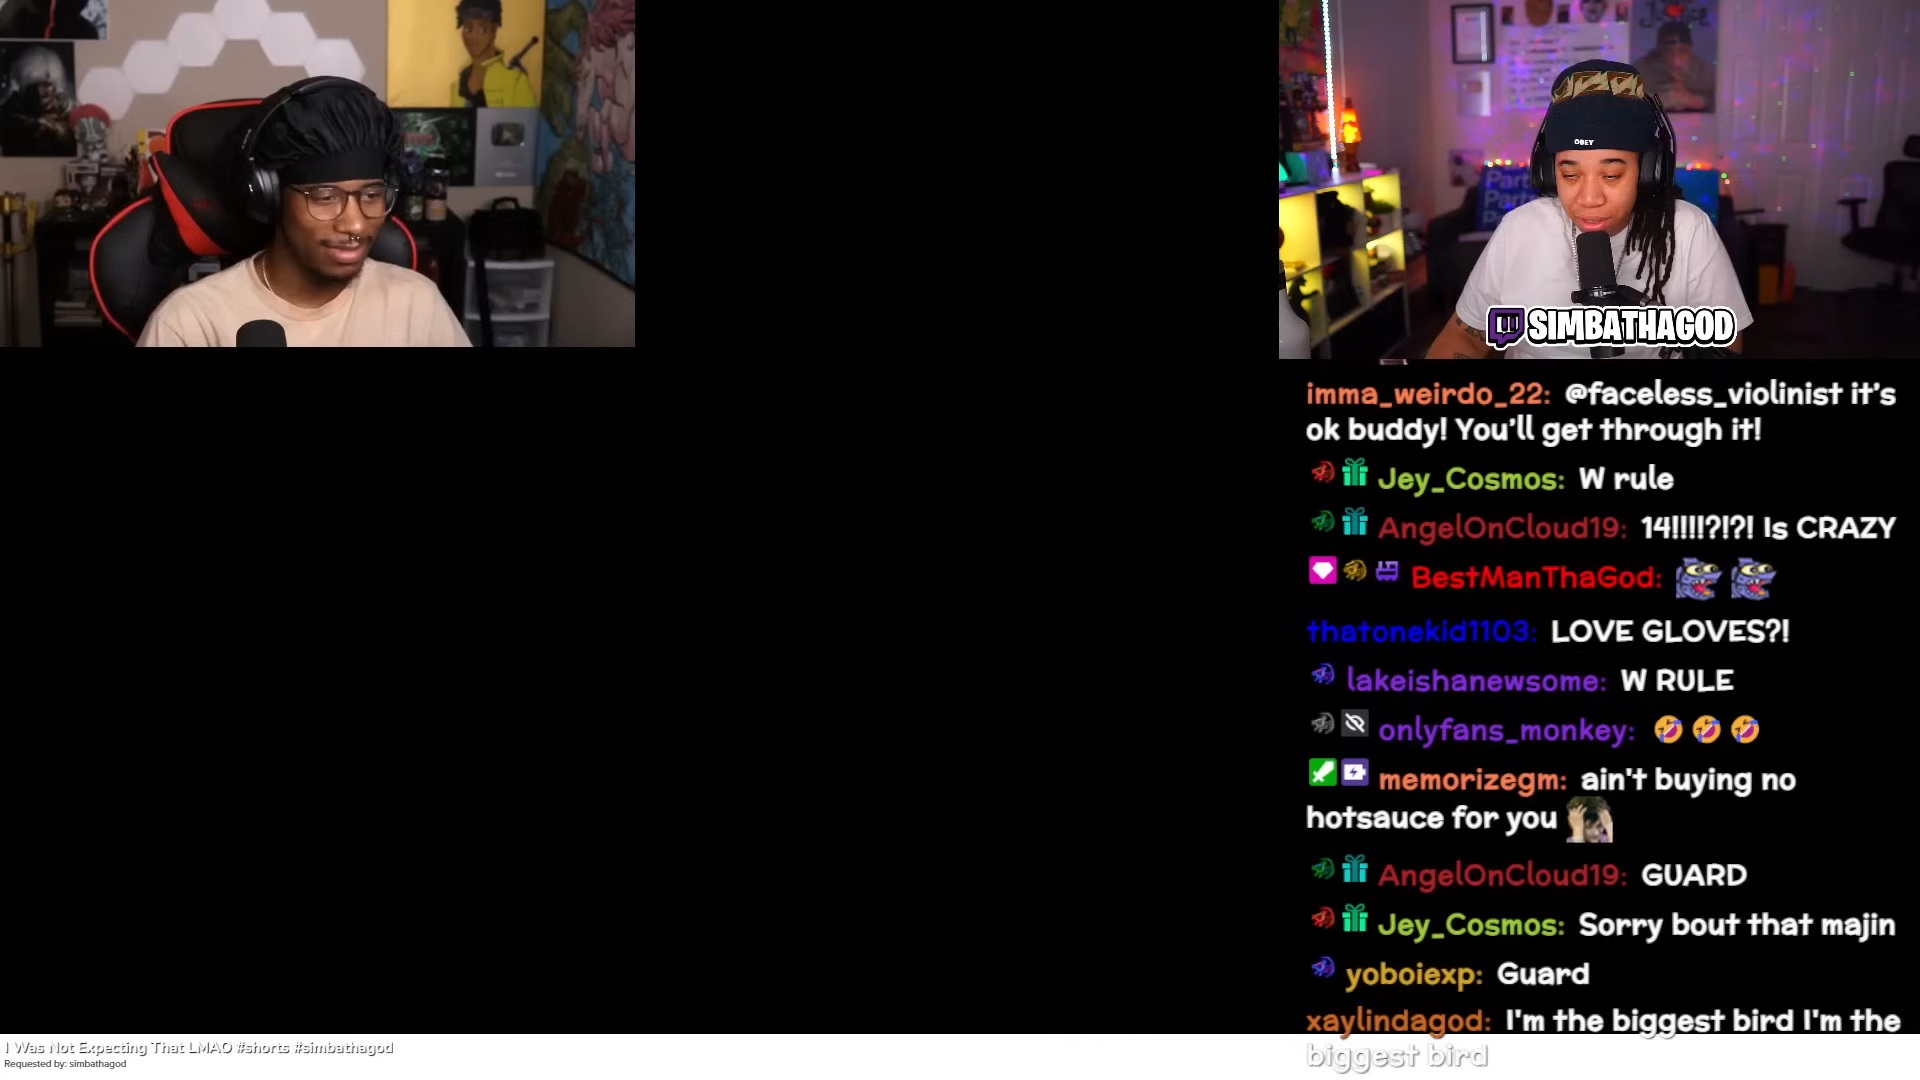 OBEY
SIMBATHAGOD
imma_weirdo_22: @faceless_violinist it's
ok buddy! You'll get through it!
Jey_Cosmos: W rule
AngelOnCloud19: 14!!!!?!?! Is CRAZY
BestManThaGod:
thatonekid1103: LOVE GLOVES?!
lakeishanewsome: W RULE
onlyfans_monkey: 🤣🤣🤣
memorizegm: ain't buying no
hotsauce for you
AngelOnCloud19: GUARD
Jey_Cosmos: Sorry bout that majin
yoboiexp: Guard
xaylindagod: I'm the biggest bird I'm the
biggest bird
I Was Not Expecting That LMAO #shorts #simbathagod
Requested by: simbathagod